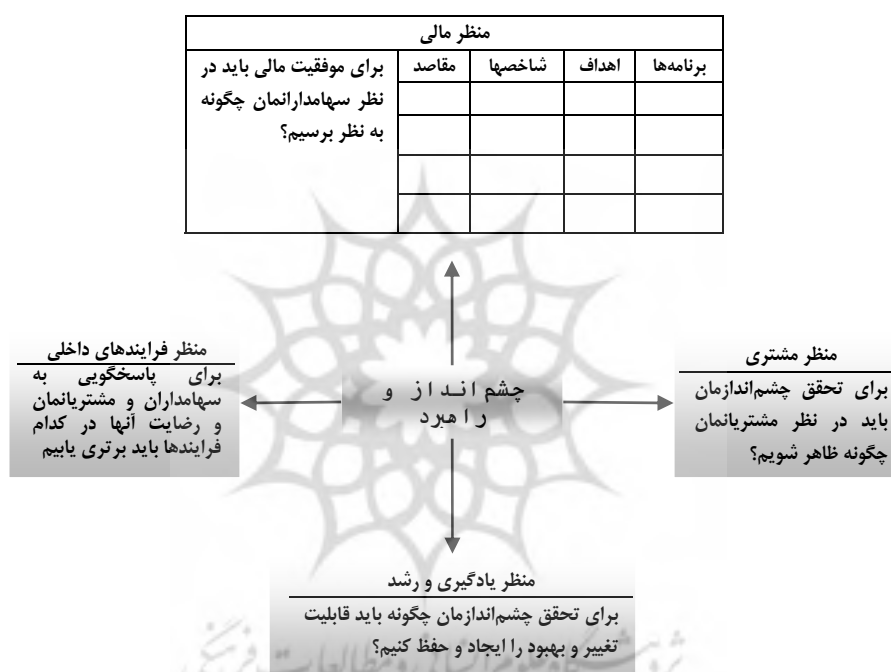 منظر مالی
برای موفقیت مالی باید در
نظر سهامدارانمان چگونه
به نظر برسیم؟
مقاصد
شاخصها
اهداف
برنامه‌ها
منظر مشتری
برای تحقق چشم‌اندازمان
باید در نظر مشتریانمان
چگونه ظاهر شویم؟
چشم‌انداز و
راهبرد
منظر فرایندهای داخلی
برای پاسخگویی به
سهامداران و مشتریانمان
و رضایت آنها در کدام
فرایندها باید برتری یابیم
منظر یادگیری و رشد
برای تحقق چشم‌اندازمان چگونه باید قابلیت
تغییر و بهبود را ایجاد و حفظ کنیم؟